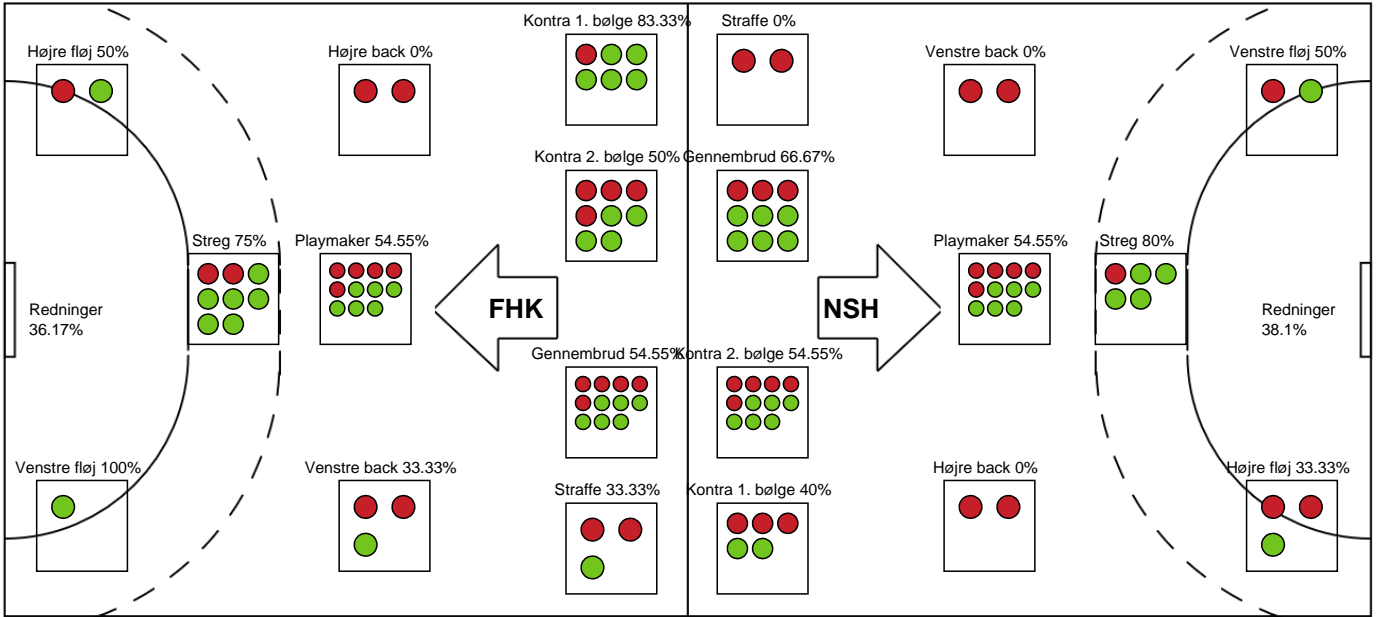 Kontra 1. bølge 83.33%
Straffe 0%
Højre fløj 50%
Højre back 0%
Venstre back 0%
Venstre fløj 50%
Kontra 2. bølge 50%
Gennembrud 66.67%
Streg 75%
Playmaker 54.55%
Playmaker 54.55%
Streg 80%
Redninger
36.17%
FHK
NSH
Redninger
38.1%
Gennembrud 54.55%
Kontra 2. bølge 54.55%
Venstre fløj 100%
Venstre back 33.33%
Højre back 0%
Højre fløj 33.33%
Straffe 33.33%
Kontra 1. bølge 40%